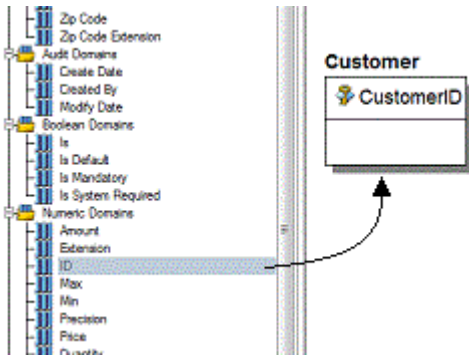 Zip Code
Zip Code Extension
Audit Domains
Create Date
Created By
Modify Date
Boolean Domains
Is
Is Default
Is Mandatory
Is System Required
Numeric Domains
Amount
Extension
ID
Max
Min
Precision
Price
Quantity
Customer
CustomerID